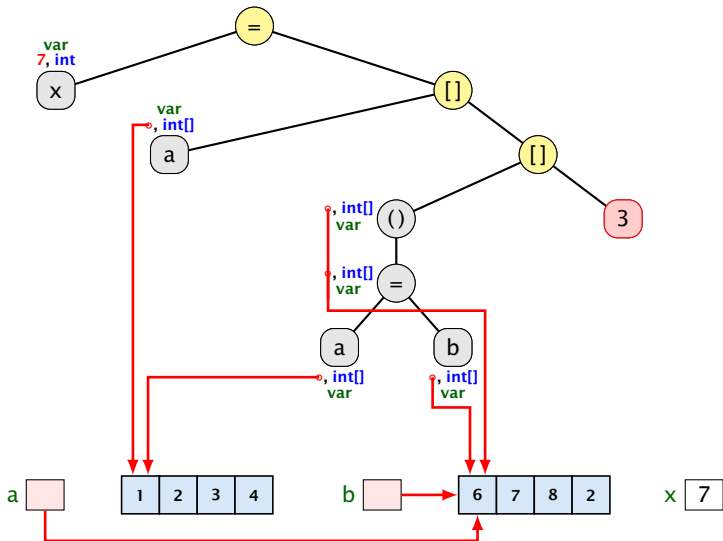 =
var
7, int
x
[]
var
, int[]
a
[]
, int[]
var
()
3
, int[]
var
=
a
b
, int[]
var
, int[]
var
a
1 2 3 4
b
6 7 8 2
x 7